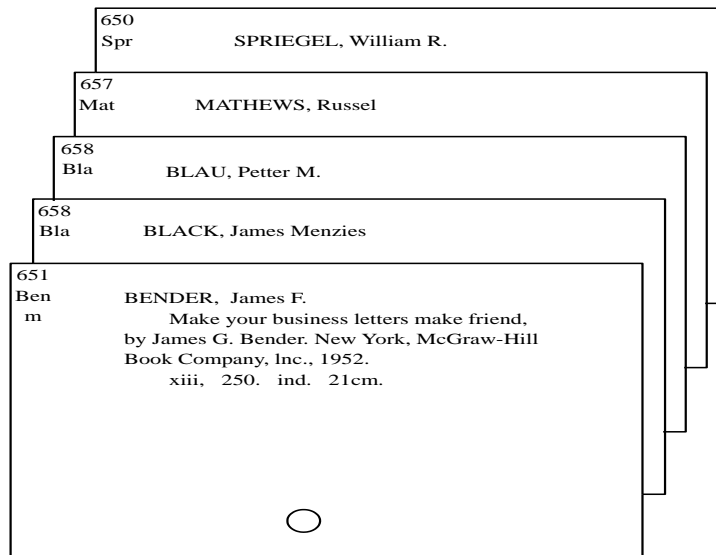 650
Spr SPRIEGEL, William R.
657
Mat MATHEWS, Russel
658
Bla BLAU, Petter M.
658
Bla BLACK, James Menzies
651
Ben BENDER, James F.
m Make your business letters make friend,
by James G. Bender. New York, McGraw-Hill
Book Company, lnc., 1952.
xiii, 250. ind. 21cm.